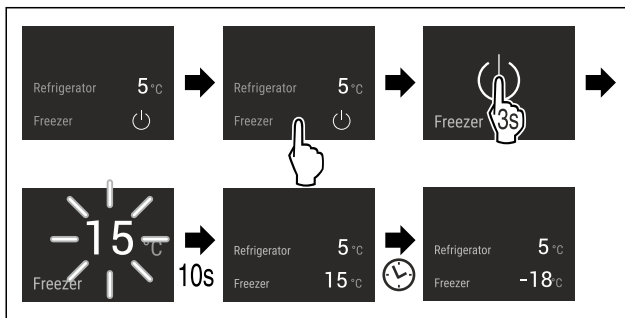 Refrigerator 5 °C
Freezer
Refrigerator 5 °C
Freezer
Freezer 3s
15 °C
Freezer
10s
Refrigerator 5 °C
Freezer 15 °C
Refrigerator 5 °C
Freezer -18°C